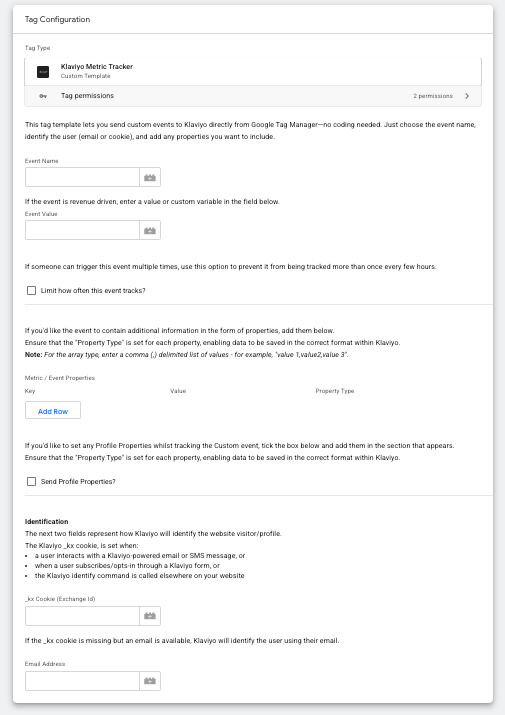 Tag Configuration
Tag Type
Klaviyo Metric Tracker
Custom Template
Tag permissions
2 permissions
This tag template lets you send custom events to Klaviyo directly from Google Tag Manager—no coding needed. Just choose the event name,
identify the user (email or cookie), and add any properties you want to include.
Event Name
If the event is revenue driven, enter a value or custom variable in the field below.
Event Value
If someone can trigger this event multiple times, use this option to prevent it from being tracked more than once every few hours.
Limit how often this event tracks?
If you'd like the event to contain additional information in the form of properties, add them below.
Ensure that the "Property Type" is set for each property, enabling data to be saved in the correct format within Klaviyo.
Note: For the array type, enter a comma (,) delimited list of values - for example, "value 1,value2,value 3".
Metric / Event Properties
Key Value Property Type
Add Row
If you'd like to set any Profile Properties whilst tracking the Custom event, tick the box below and add them in the section that appears.
Ensure that the "Property Type" is set for each property, enabling data to be saved in the correct format within Klaviyo.
Send Profile Properties?
Identification
The next two fields represent how Klaviyo will identify the website visitor/profile.
The Klaviyo _kx cookie, is set when:
• a user interacts with a Klaviyo-powered email or SMS message, or
• when a user subscribes/opts-in through a Klaviyo form, or
• the Klaviyo identify command is called elsewhere on your website
_kx Cookie (Exchange Id)
If the _kx cookie is missing but an email is available, Klaviyo will identify the user using their email.
Email Address